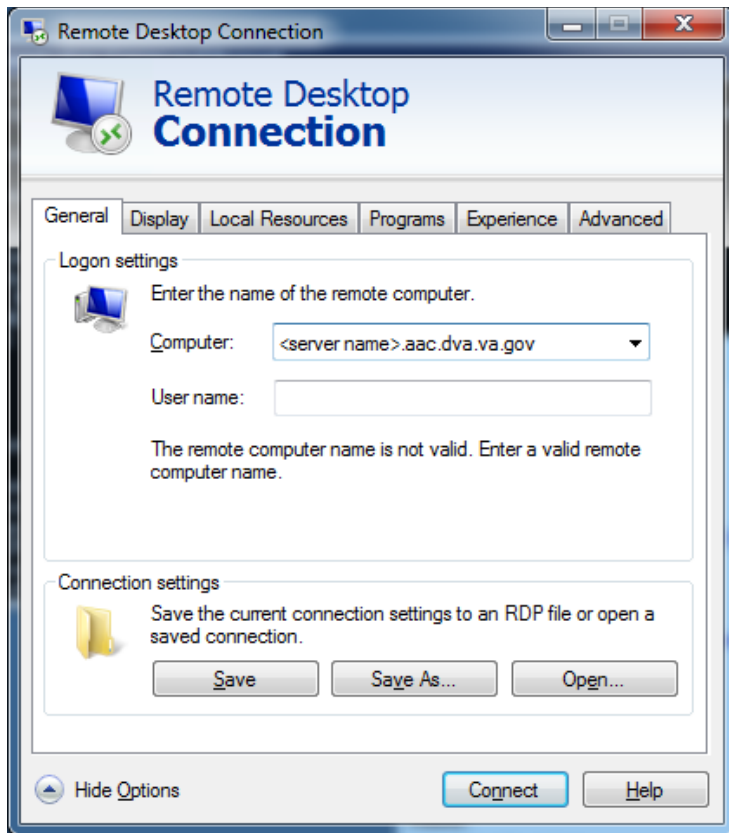 Remote Desktop Connection
Remote Desktop
Connection
General Display Local Resources Programs Experience Advanced
Logon settings
Enter the name of the remote computer.
Computer: <server name>.aac.dva.va.gov
User name:
The remote computer name is not valid. Enter a valid remote
computer name.
Connection settings
Save the current connection settings to an RDP file or open a
saved connection.
Save Save As... Open...
Hide Options Connect Help